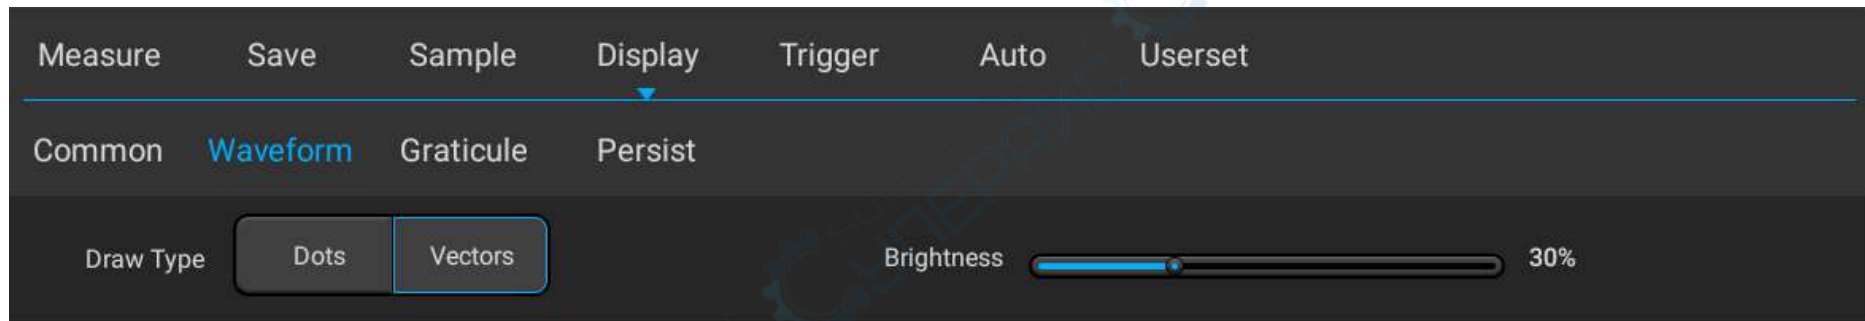 Measure Save Sample Display Trigger Auto Userset
Common Waveform Graticule Persist
Draw Type Dots Vectors Brightness 30%